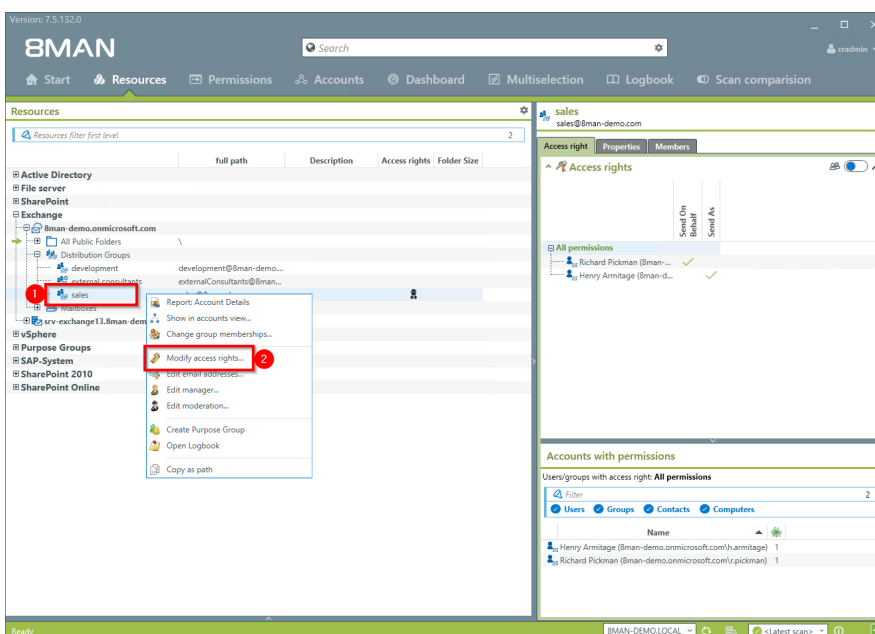 Version: 7.5.132.0
8MAN
Search
cradmin
Start Resources Permissions Accounts Dashboard Multiselection Logbook Scan comparision
Resources
Resources filter first level 2
full path Description Access rights Folder Size
Active Directory
File server
SharePoint
Exchange
8man-demo.onmicrosoft.com
All Public Folders \
Distribution Groups
development development@8man-demo....
external consultants externalConsultants@8man...
1 sales
Mailboxes
srv-exchange13.8man-dem
vSphere
Purpose Groups
SAP-System
SharePoint 2010
SharePoint Online
Report: Account Details
Show in accounts view...
Change group memberships...
Modify access rights... 2
Edit email addresses...
Edit manager...
Edit moderation...
Create Purpose Group
Open Logbook
Copy as path
sales
sales@8man-demo.com
Access right Properties Members
Access rights
Send On Behalf
Send As
All permissions
Richard Pickman (8man-...
Henry Armitage (8man-d...
Accounts with permissions
Users/groups with access right: All permissions
Filter 2
Users Groups Contacts Computers
Name
Henry Armitage (8man-demo.onmicrosoft.com\h.armitage) 1
Richard Pickman (8man-demo.onmicrosoft.com\r.pickman) 1
Ready 8MAN-DEMO.LOCAL <Latest scan>